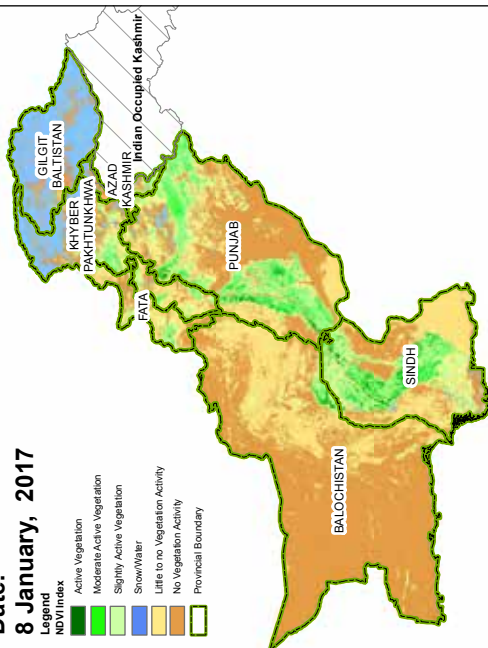 8 January, 2017
Legend
NDVI Index
Active Vegetation
Moderate Active Vegetation
Slightly Active Vegetation
Snow/Water
Little to no Vegetation Activity
No Vegetation Activity
Provincial Boundary
GILGIT
BALTISTAN
KHYBER
PAKHTUNKHWA
AZAD
KASHMIR
Indian Occupied Kashmir
FATA
PUNJAB
BALOCHISTAN
SINDH